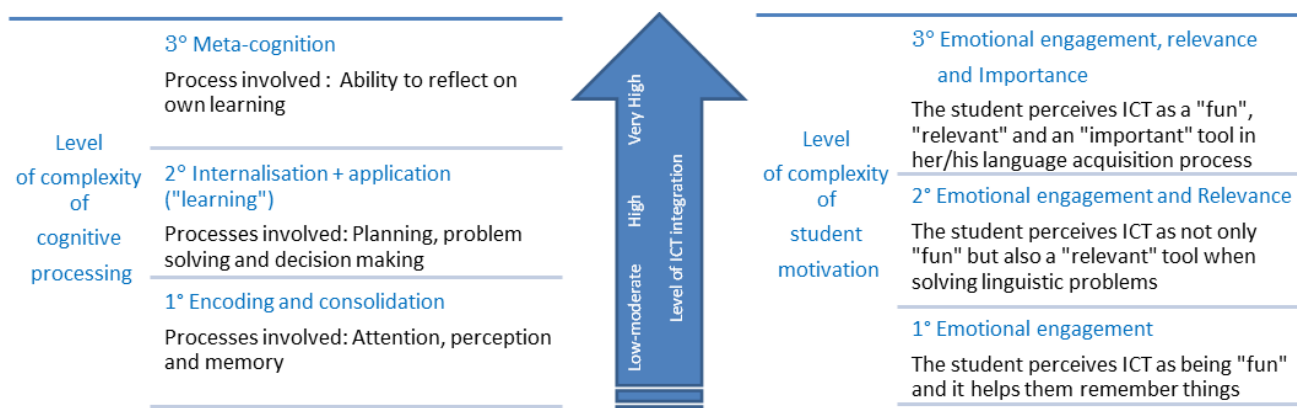 Level
of complexity
of
cognitive
processing
3° Meta-cognition
Process involved : Ability to reflect on
own learning
2° Internalisation + application
("learning")
Processes involved: Planning, problem
solving and decision making
1° Encoding and consolidation
Processes involved: Attention, perception
and memory
Low-moderate High Very High
Level of ICT integration
Level
of complexity
of
student
motivation
3° Emotional engagement, relevance
and Importance
The student perceives ICT as a "fun",
"relevant" and an "important" tool in
her/his language acquisition process
2° Emotional engagement and Relevance
The student perceives ICT as not only
"fun" but also a "relevant" tool when
solving linguistic problems
1° Emotional engagement
The student perceives ICT as being "fun"
and it helps them remember things